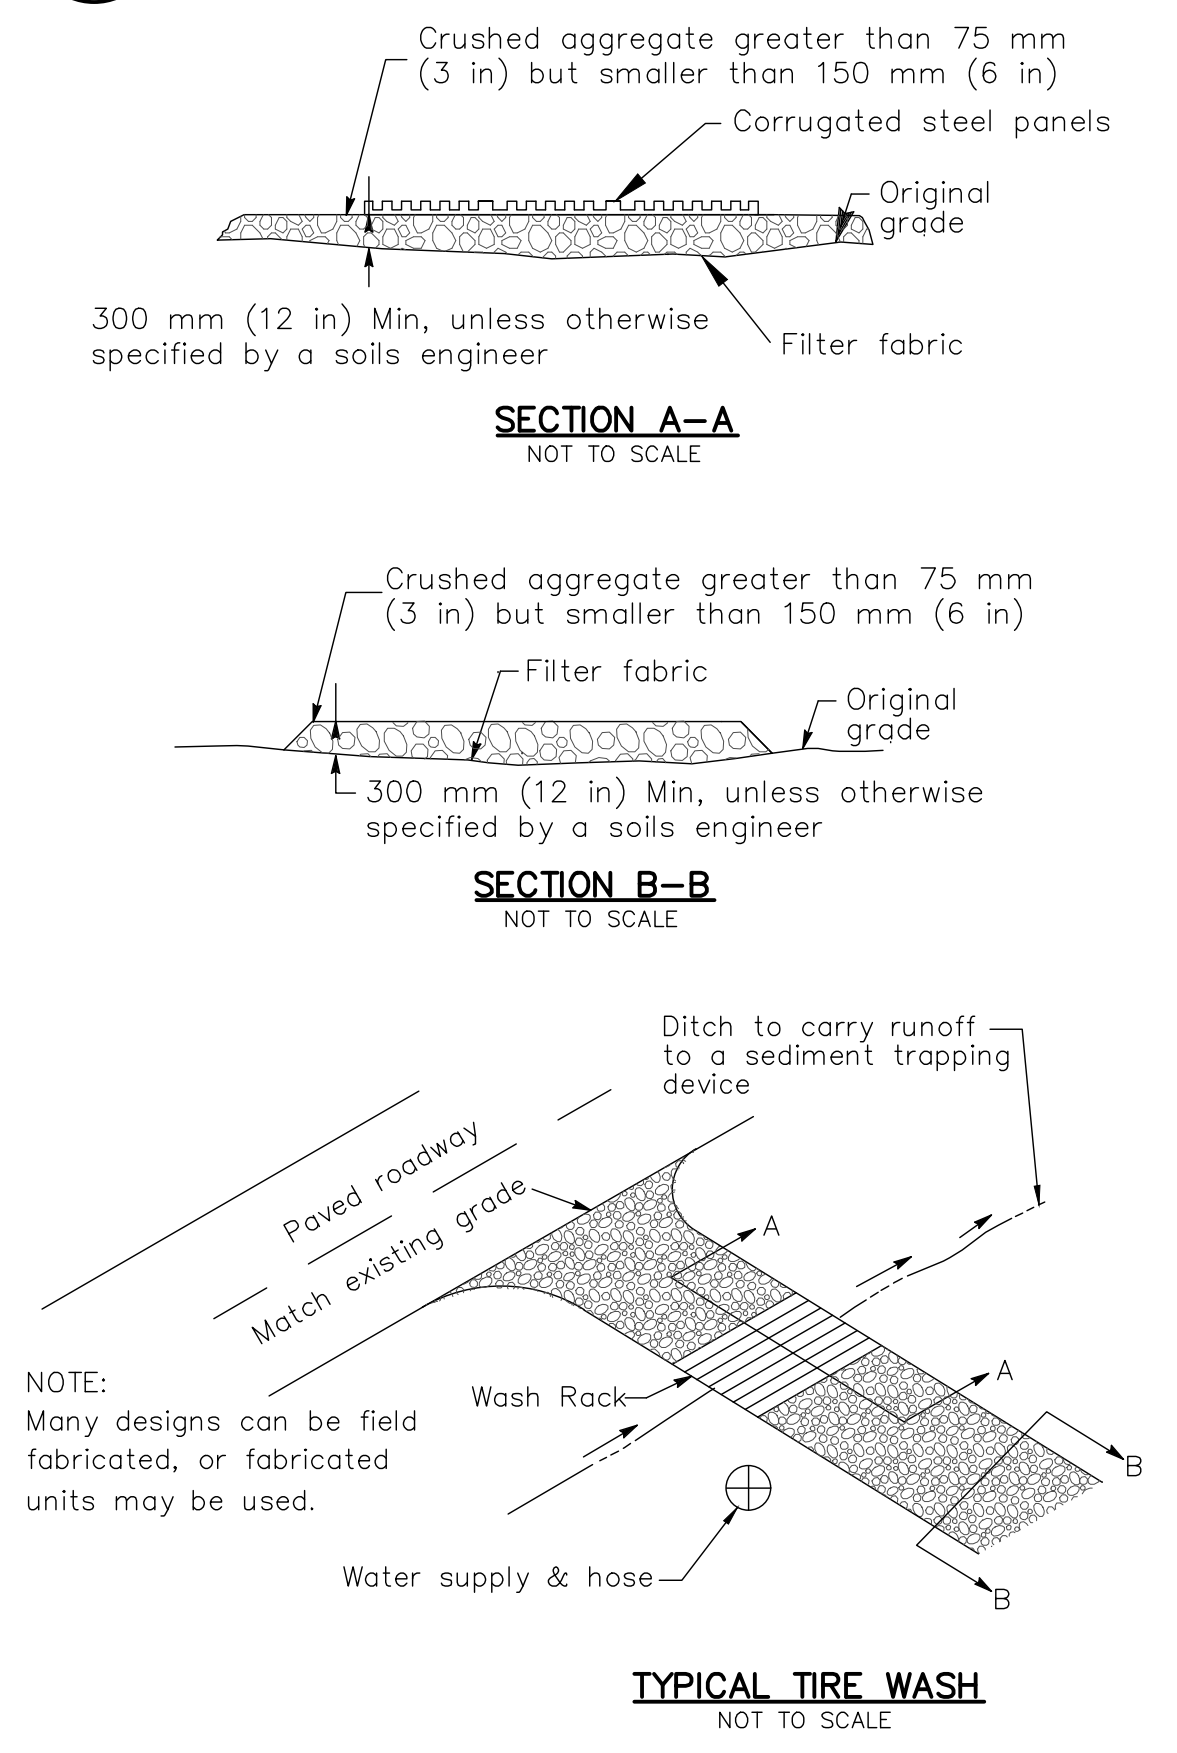 Crushed aggregate greater than 75 mm
(3 in) but smaller than 150 mm (6 in)
Corrugated steel panels
Original
grade
300 mm (12 in) Min, unless otherwise
specified by a soils engineer
Filter fabric
SECTION A-A
NOT TO SCALE
Crushed aggregate greater than 75 mm
(3 in) but smaller than 150 mm (6 in)
Filter fabric
Original
grade
300 mm (12 in) Min, unless otherwise
specified by a soils engineer
SECTION B-B
NOT TO SCALE
Ditch to carry runoff
to a sediment trapping
device
Paved roadway
Match existing grade
A
A
NOTE:
Many designs can be field
fabricated, or fabricated
units may be used.
Wash Rack
B
Water supply & hose
B
TYPICAL TIRE WASH
NOT TO SCALE